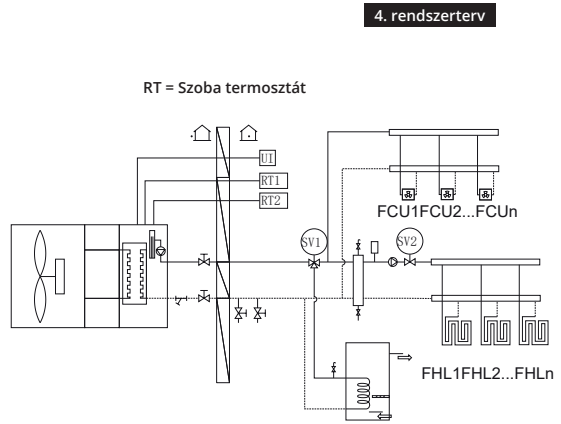 4. rendszerterv
RT = Szoba termosztát
UI
RT1
RT2
FCU1FCU2...FCUn
SV1
SV2
FHL1FHL2...FHLn